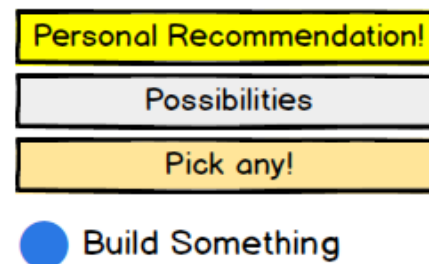 Personal Recommendation!
Possibilities
Pick any!
Build Something